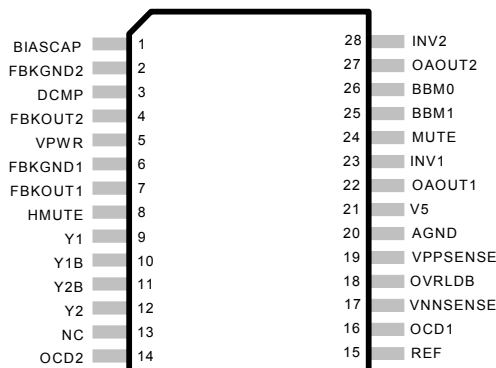 BIASCAP 1 28 INV2
FBKGND2 2 27 OAOUT2
DCMP 3 26 BBM0
FBKOUT2 4 25 BBM1
VPWR 5 24 MUTE
FBKGND1 6 23 INV1
FBKOUT1 7 22 OAOUT1
HMUTE 8 21 V5
Y1 9 20 AGND
Y1B 10 19 VPPSENSE
Y2B 11 18 OVRLDB
Y2 12 17 VNNSENSE
NC 13 16 OCD1
OCD2 14 15 REF